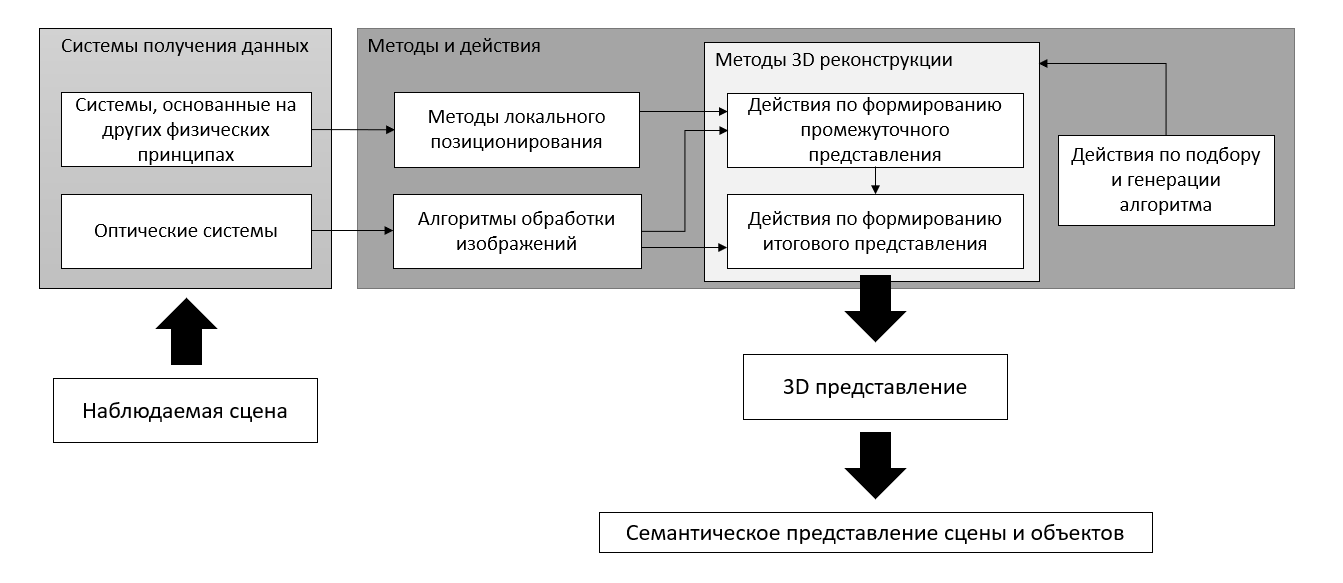 Системы получения данных
Системы, основанные на
других физических
принципах
Оптические системы
Наблюдаемая сцена
Методы и действия
Методы локального
позиционирования
Алгоритмы обработки
изображений
Методы 3D реконструкции
Действия по формированию
промежуточного
представления
Действия по формированию
итогового представления
Действия по подбору
и генерации
алгоритма
3D представление
Семантическое представление сцены и объектов